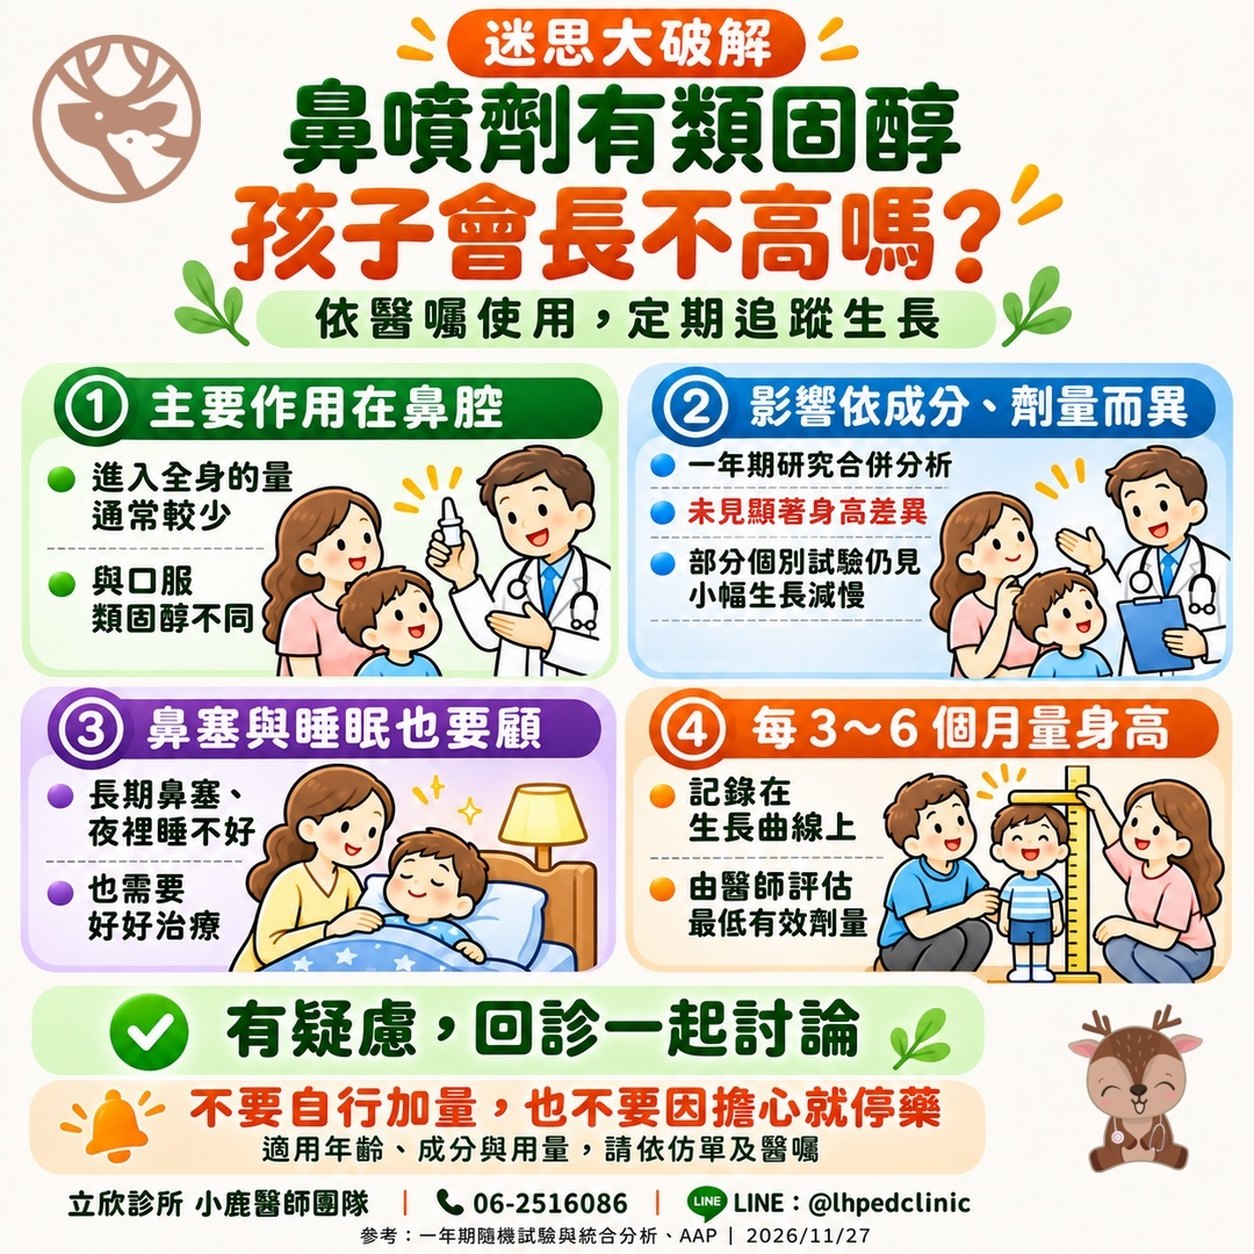 迷思大破解
鼻噴劑有類固醇
孩子會長不高嗎?
依醫囑使用，定期追蹤生長
① 主要作用在鼻腔
進入全身的量
通常較少
與口服
類固醇不同
② 影響依成分、劑量而異
一年期研究合併分析
未見顯著身高差異
部分個別試驗仍見
小幅生長減慢
③ 鼻塞與睡眠也要顧
長期鼻塞、
夜裡睡不好
也需要
好好治療
④ 每 3～6 個月量身高
記錄在
生長曲線上
由醫師評估
最低有效劑量
有疑慮，回診一起討論
不要自行加量，也不要因擔心就停藥
適用年齡、成分與用量，請依仿單及醫囑
立欣診所 小鹿醫師團隊 | 06-2516086 | LINE LINE：@lhpedclinic
參考：一年期隨機試驗與統合分析、AAP | 2026/11/27